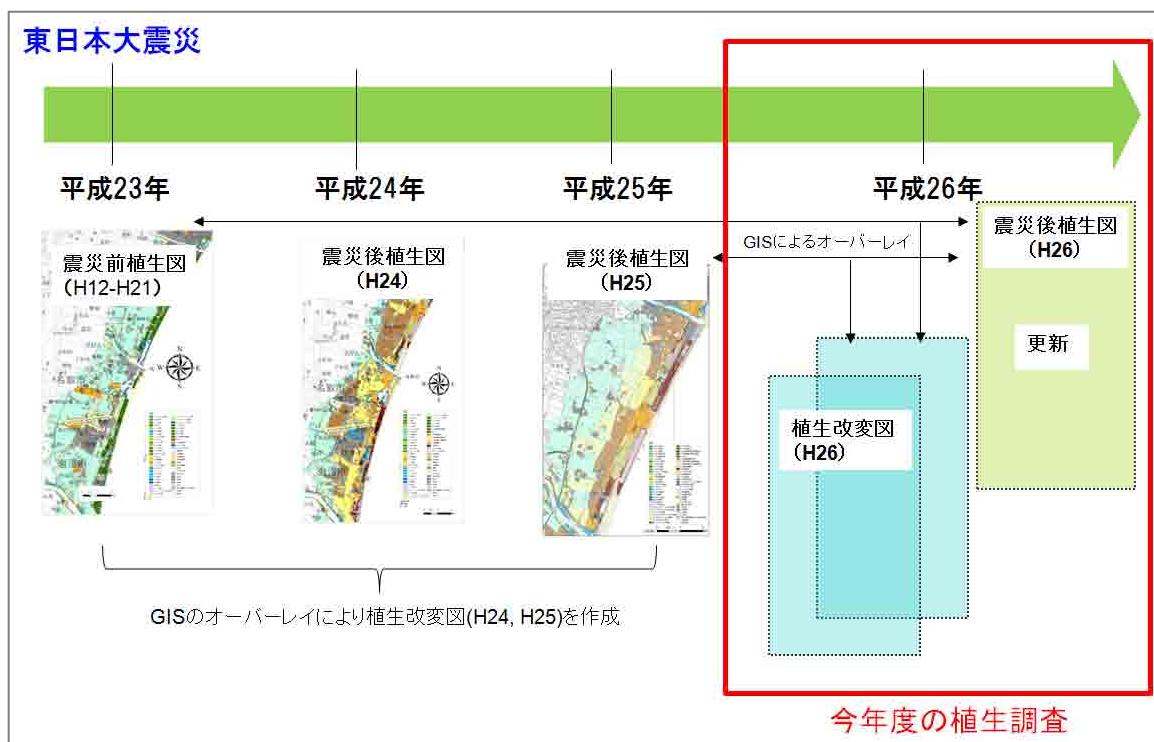 東日本大震災
平成23年
平成24年
平成25年
平成26年
震災前植生図
(H12-H21)
震災後植生図
(H24)
震災後植生図
(H25)
GISによるオーバーレイ
震災後植生図
(H26)
更新
植生改変図
(H26)
GISのオーバーレイにより植生改変図(H24, H25)を作成
今年度の植生調査